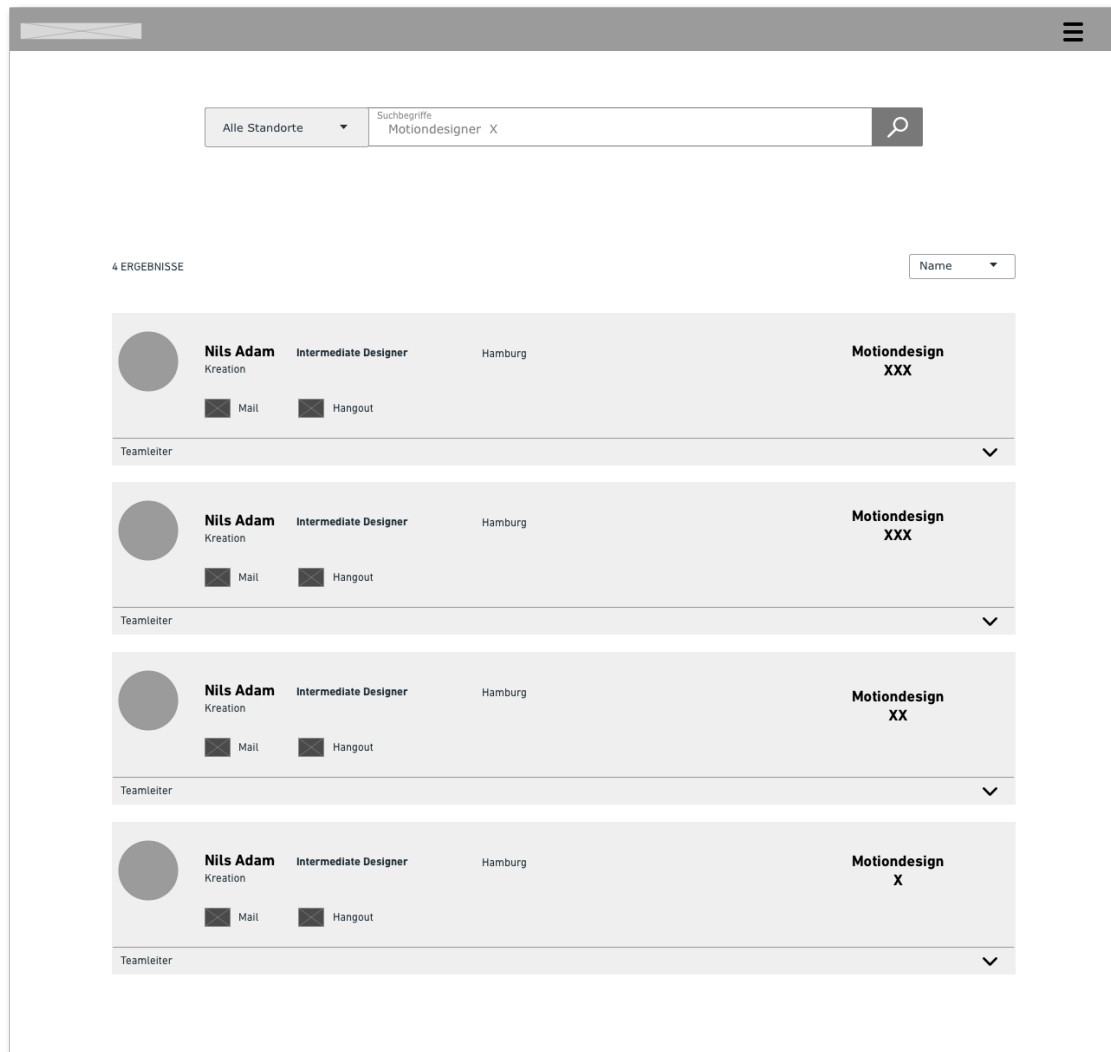 Alle Standorte
Suchbegriffe
Motiondesigner X
4 ERGEBNISSE
Name
Nils Adam Intermediate Designer Hamburg Motiondesign
Kreation XXX
Mail Hangout
Teamleiter
Nils Adam Intermediate Designer Hamburg Motiondesign
Kreation XXX
Mail Hangout
Teamleiter
Nils Adam Intermediate Designer Hamburg Motiondesign
Kreation XX
Mail Hangout
Teamleiter
Nils Adam Intermediate Designer Hamburg Motiondesign
Kreation X
Mail Hangout
Teamleiter